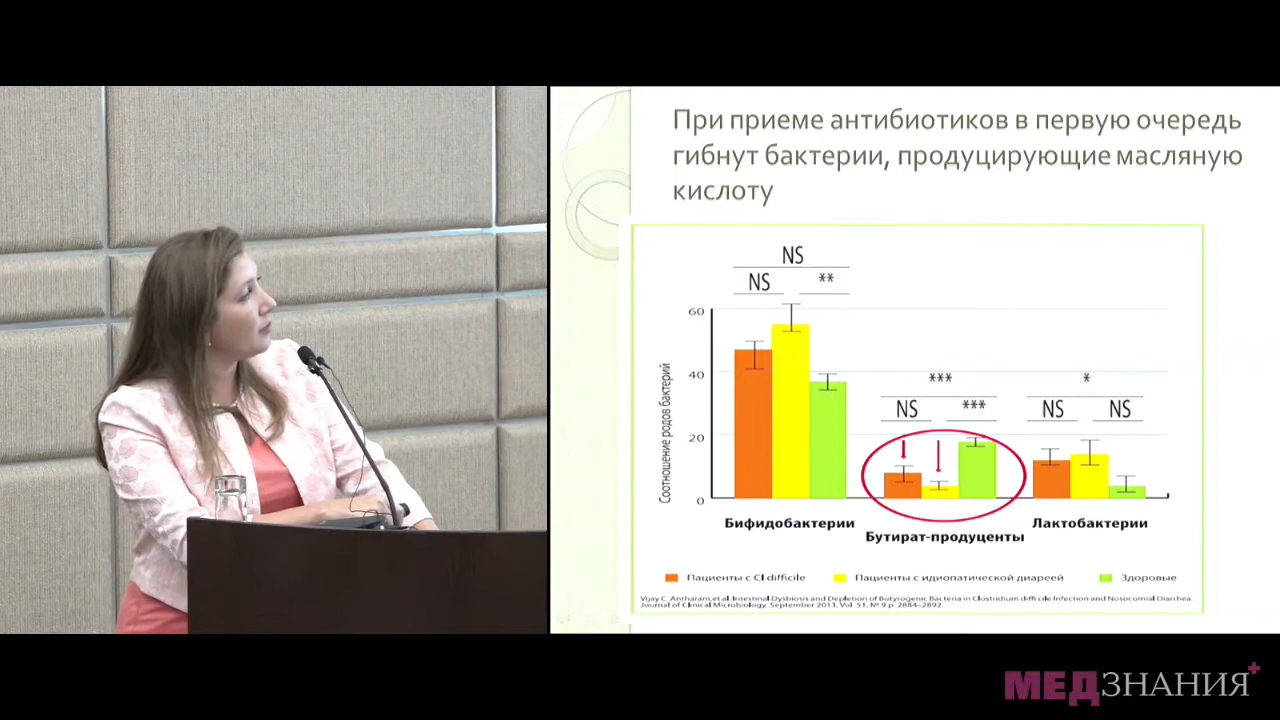 При приеме антибиотиков в первую очередь
гибнут бактерии, продуцирующие масляную
кислоту
NS
NS **
60
40
20
0
Соотношение родов бактерий
***
NS ***
*
NS NS
Бифидобактерии
Бутират-продуценты
Лактобактерии
Пациенты с Cl.difficile
Пациенты с идиопатической диареей
Здоровые
Vijay C. Antharam,et al Intestinal Dysbiosis and Depletion of Butyrogenic Bacteria in Clostridium difficile Infection and Nosocomial Diarrhea.
Journal of Clinical Microbiology. September 2013, Vol. 51, № 9 p. 2884–2892
МЕДЗНАНИЯ+